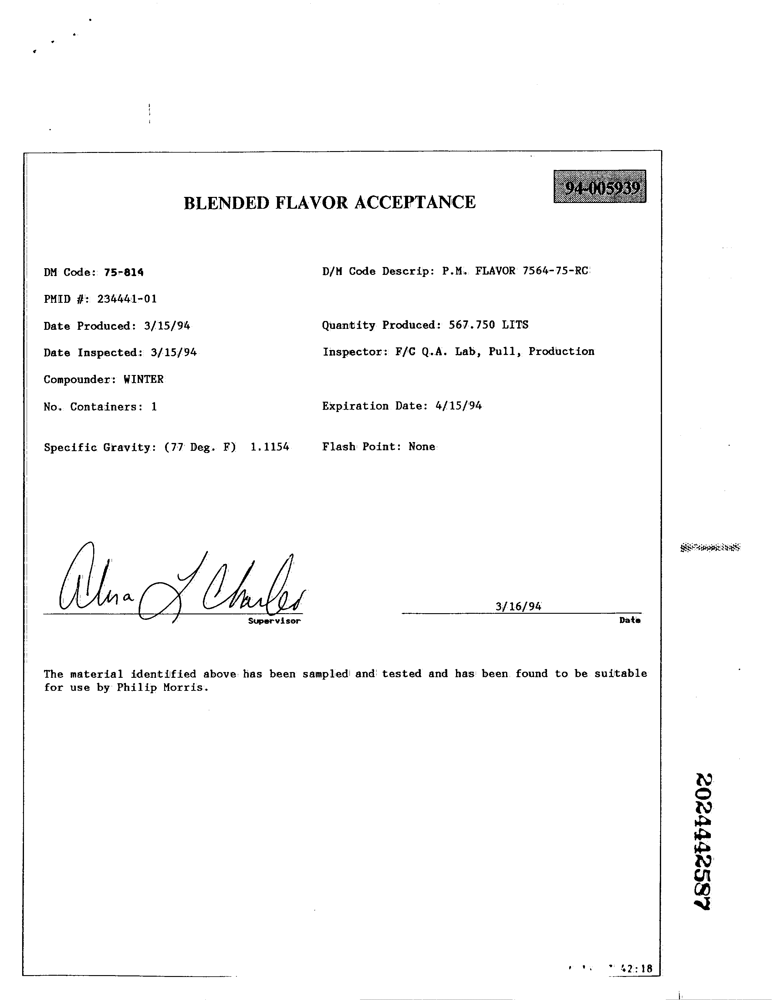 94-005939
BLENDED FLAVOR ACCEPTANCE
DM Code: 75-814
D/M Code Descrip: P.M. FLAVOR 7564-75-RC
PMID #: 234441-01
Date Produced: 3/15/94
Quantity Produced: 567.750 LITS
Date Inspected: 3/15/94
Inspector: F/C Q.A. Lab, Pull, Production
Compounder: WINTER
No. Containers: 1
Expiration Date: 4/15/94
Specific Gravity: (77 Deg. F) 1.1154
Flash Point: None
Alma L Charles
3/16/94
Supervisor
Date
The material identified above has been sampled and tested and has been found to be suitable
for use by Philip Morris.
2024442587
42:18